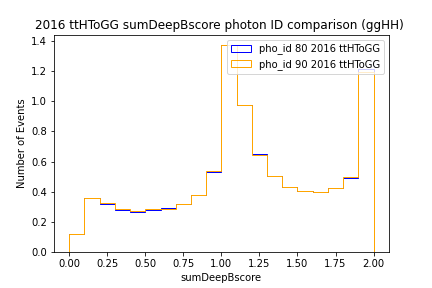 2016 ttHToGG sumDeepBscore photon ID comparison (ggHH)
pho_id 80 2016 ttHToGG
pho_id 90 2016 ttHToGG
Number of Events
1.4
1.2
1.0
0.8
0.6
0.4
0.2
0.0
0.00 0.25 0.50 0.75 1.00 1.25 1.50 1.75 2.00
sumDeepBscore